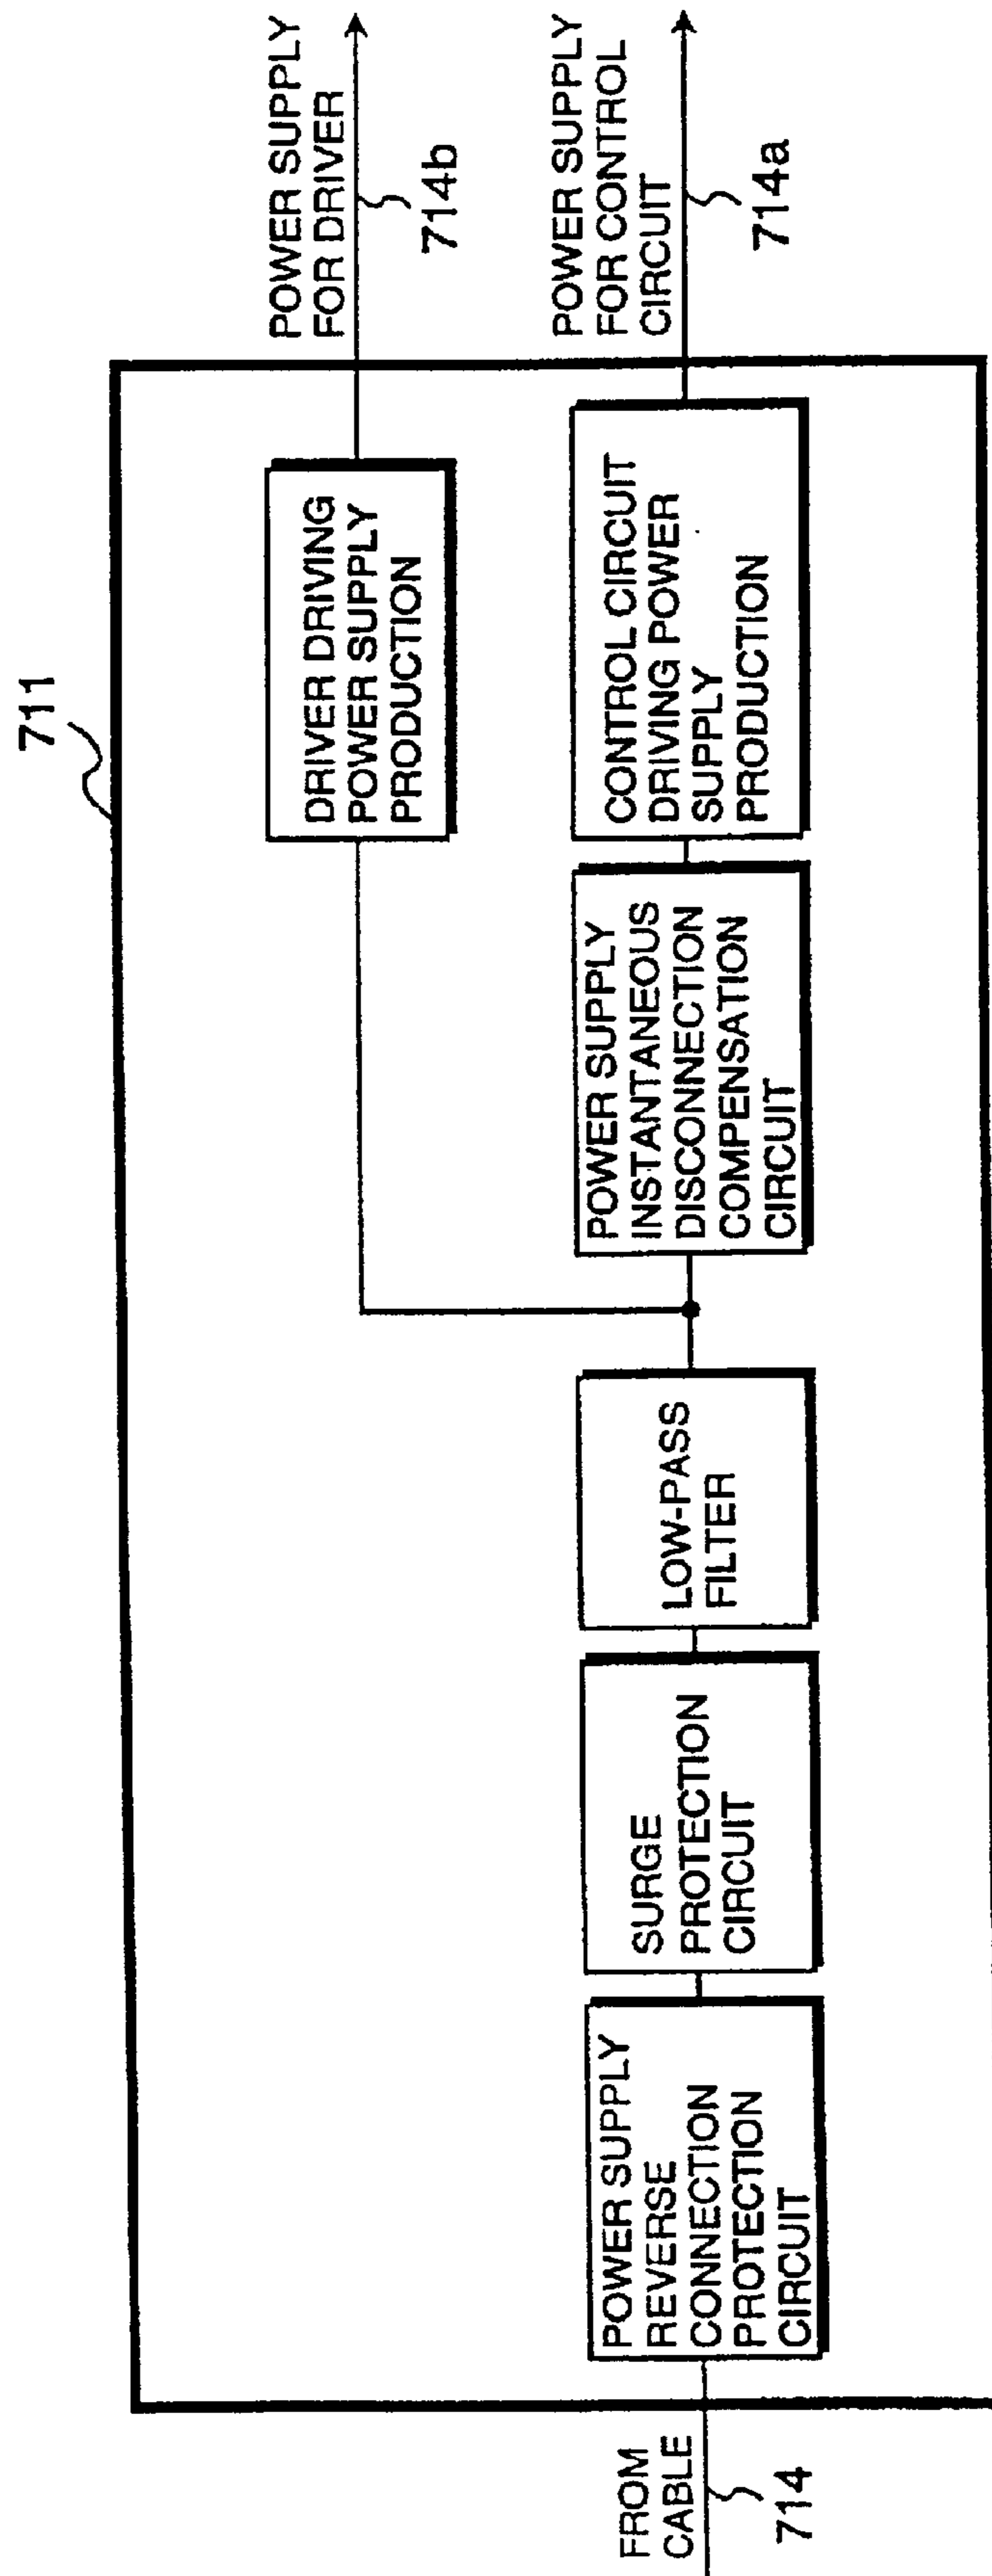 711
FROM
CABLE
714
POWER SUPPLY
REVERSE
CONNECTION
PROTECTION
CIRCUIT
SURGE
PROTECTION
CIRCUIT
LOW-PASS
FILTER
POWER SUPPLY
INSTANTANEOUS
DISCONNECTION
COMPENSATION
CIRCUIT
DRIVER DRIVING
POWER SUPPLY
PRODUCTION
CONTROL CIRCUIT
DRIVING POWER
SUPPLY
PRODUCTION
POWER SUPPLY
FOR DRIVER
714b
POWER SUPPLY
FOR CONTROL
CIRCUIT
714a